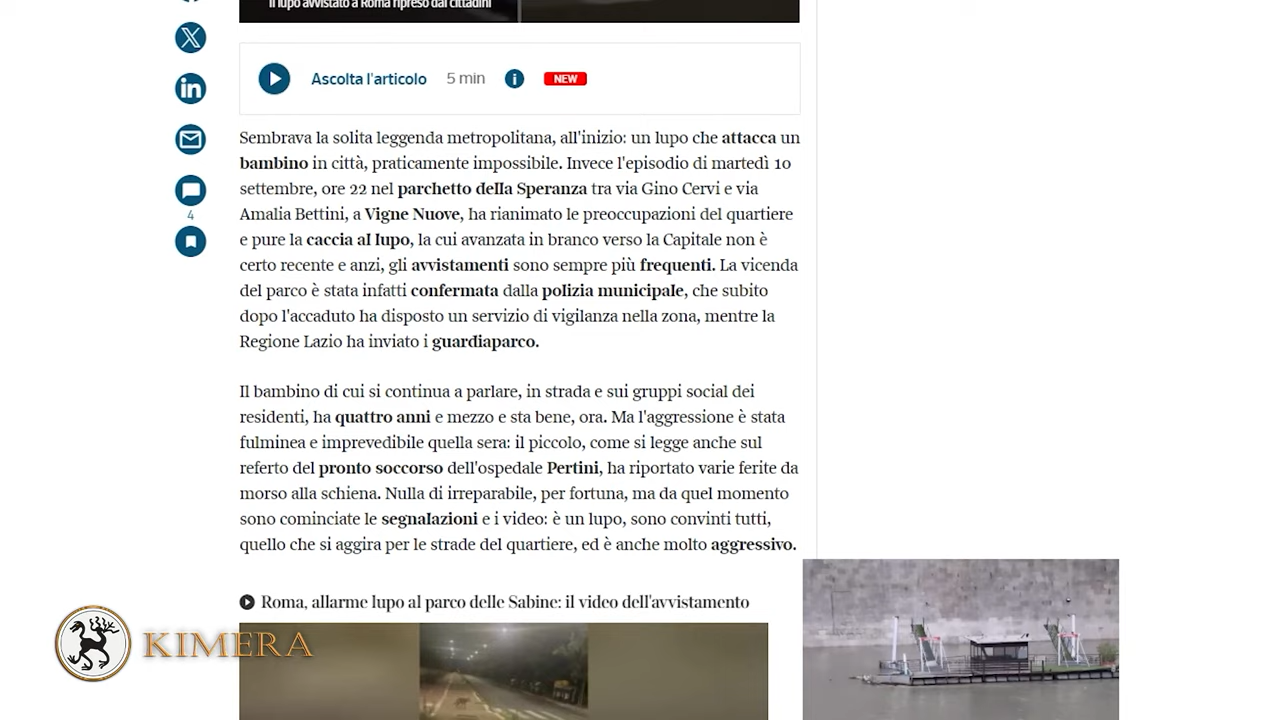 Il lupo avvistato a Roma ripreso dai cittadini
Ascolta l'articolo 5 min i NEW
Sembrava la solita leggenda metropolitana, all'inizio: un lupo che attacca un
bambino in città, praticamente impossibile. Invece l'episodio di martedì 10
settembre, ore 22 nel parchetto della Speranza tra via Gino Cervi e via
Amalia Bettini, a Vigne Nuove, ha rianimato le preoccupazioni del quartiere
e pure la caccia al lupo, la cui avanzata in branco verso la Capitale non è
certo recente e anzi, gli avvistamenti sono sempre più frequenti. La vicenda
del parco è stata infatti confermata dalla polizia municipale, che subito
dopo l'accaduto ha disposto un servizio di vigilanza nella zona, mentre la
Regione Lazio ha inviato i guardiaparco.
Il bambino di cui si continua a parlare, in strada e sui gruppi social dei
residenti, ha quattro anni e mezzo e sta bene, ora. Ma l'aggressione è stata
fulminea e imprevedibile quella sera: il piccolo, come si legge anche sul
referto del pronto soccorso dell'ospedale Pertini, ha riportato varie ferite da
morso alla schiena. Nulla di irreparabile, per fortuna, ma da quel momento
sono cominciate le segnalazioni e i video: è un lupo, sono convinti tutti,
quello che si aggira per le strade del quartiere, ed è anche molto aggressivo.
Roma, allarme lupo al parco delle Sabine: il video dell'avvistamento
X
in
4
KIMERA